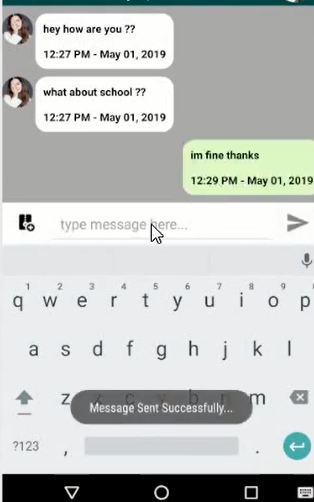 hey how are you ??
12:27 PM - May 01, 2019
what about school ??
12:27 PM - May 01, 2019
im fine thanks
12:29 PM - May 01, 2019
type message here...
1 2 3 4 5 6 7 8 9
q w e r t y u i o p
a s d f g h j k l
z x c v b n m
Message Sent Successfully...
?123 , .